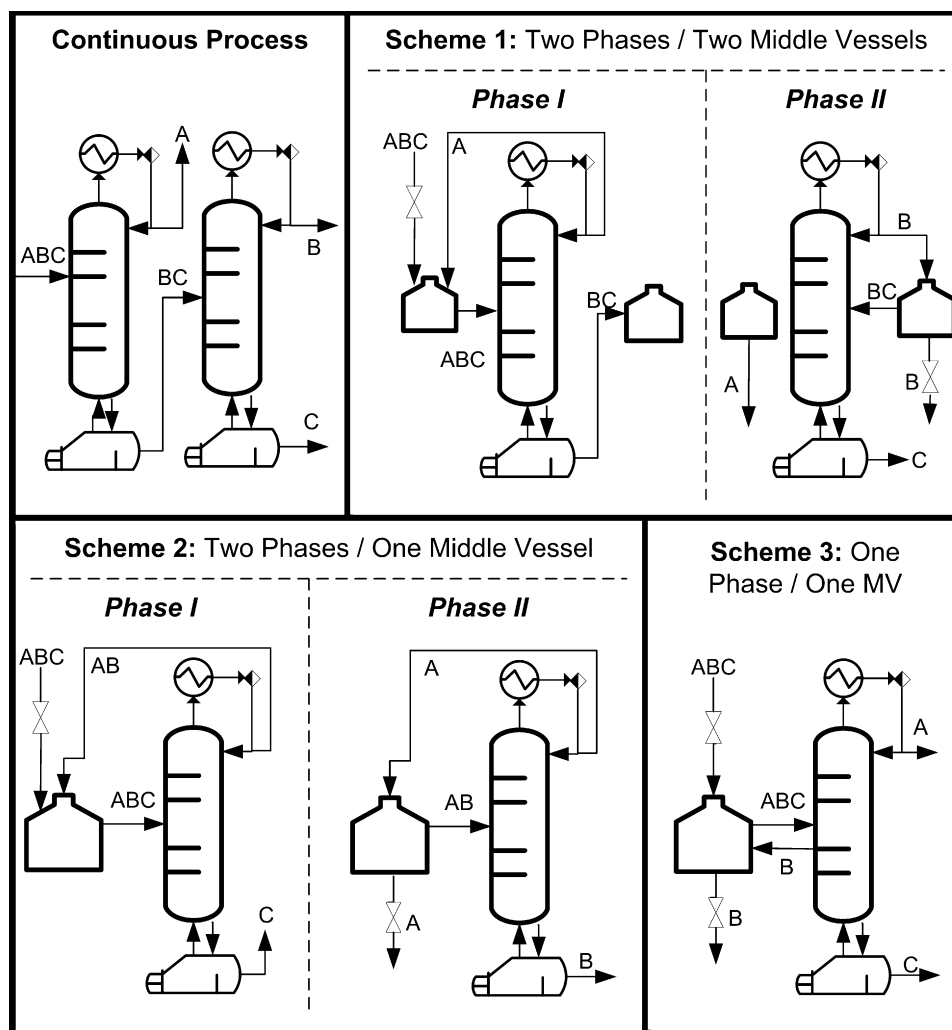 Continuous Process
A
ABC
BC
B
C
Scheme 1: Two Phases / Two Middle Vessels
Phase I
ABC
A
BC
ABC
Phase II
B
BC
A
B
C
Scheme 2: Two Phases / One Middle Vessel
Phase I
ABC
AB
ABC
C
Phase II
A
AB
A
B
Scheme 3: One
Phase / One MV
ABC
A
ABC
B
B
C